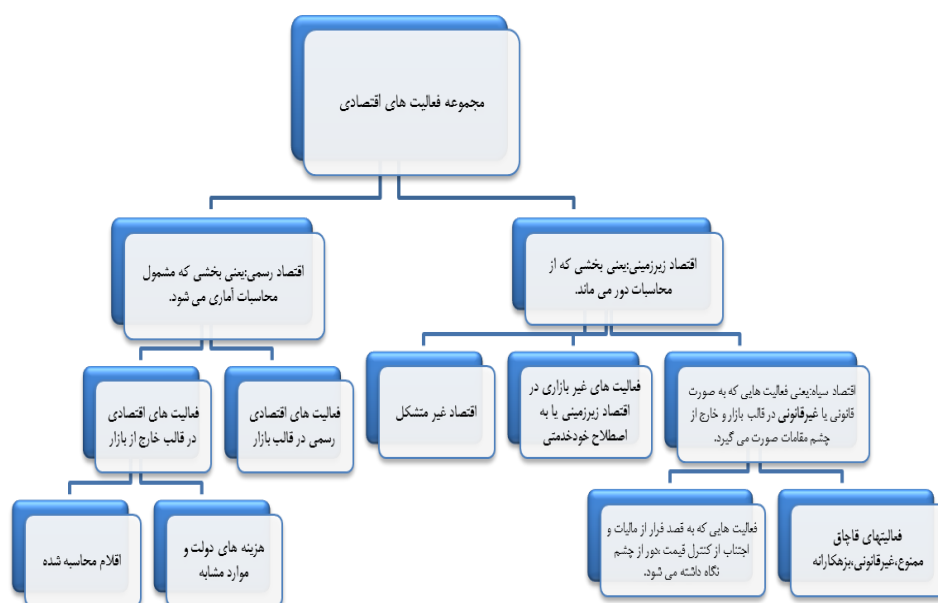 مجموعه فعالیت های اقتصادی
اقتصاد زیرزمینی:یعنی بخشی که از
محاسبات دور می ماند.
اقتصاد رسمی:یعنی بخشی که مشمول
محاسبات آماری می شود.
اقتصاد سیاه:یعنی فعالیت هایی که به صورت
قانونی یا غیرقانونی در قالب بازار و خارج از
چشم مقامات صورت می گیرد.
فعالیت های غیر بازاری در
اقتصاد زیرزمینی یا به
اصطلاح خودخدمتی
اقتصاد غیر متشکل
فعالیت های اقتصادی
رسمی در قالب بازار
فعالیت های اقتصادی
در قالب خارج از بازار
فعالیتهای قاچاق
ممنوع،غیرقانونی،بزهکارانه
فعالیت هایی که به قصد فرار از مالیات و
اجتناب از کنترل قیمت ،دور از چشم
نگاه داشته می شود.
هزینه های دولت و
موارد مشابه
اقلام محاسبه شده